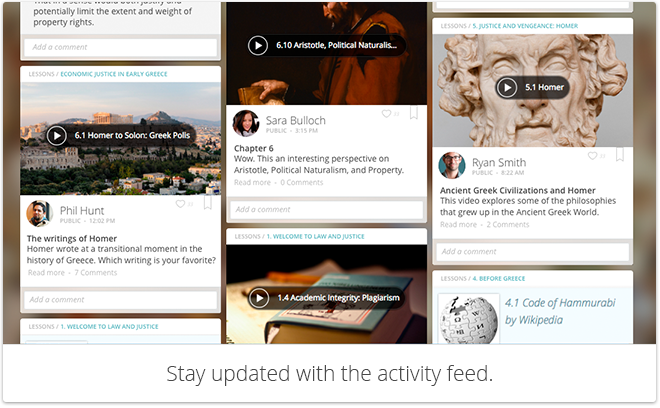 That in a sense would both justify and
potentially limit the extent and weight of
property rights.
Add a comment
LESSONS / ECONOMIC JUSTICE IN EARLY GREECE
6.1 Homer to Solon: Greek Polis
Phil Hunt
PUBLIC - 12:02 PM
The writings of Homer
Homer wrote at a transitional moment in the
history of Greece. Which writing is your favorite?
Read more - 7 Comments
Add a comment
LESSONS / 1. WELCOME TO LAW AND JUSTICE
6.10 Aristotle, Political Naturalis...
Sara Bulloch
PUBLIC - 3:15 PM
Chapter 6
Wow. This an interesting perspective on
Aristotle, Political Naturalism, and Property.
Read more - 0 Comments
Add a comment
LESSONS / 1. WELCOME TO LAW AND JUSTICE
1.4 Academic Integrity: Plagiarism
LESSONS / 5. JUSTICE AND VENGEANCE: HOMER
5.1 Homer
Ryan Smith
PUBLIC - 8:22 AM
Ancient Greek Civilizations and Homer
This video explores some of the philosophies
that grew up in the Ancient Greek World.
Read more - 2 Comments
Add a comment
LESSONS / 4. BEFORE GREECE
4.1 Code of Hammurabi
by Wikipedia
Stay updated with the activity feed.